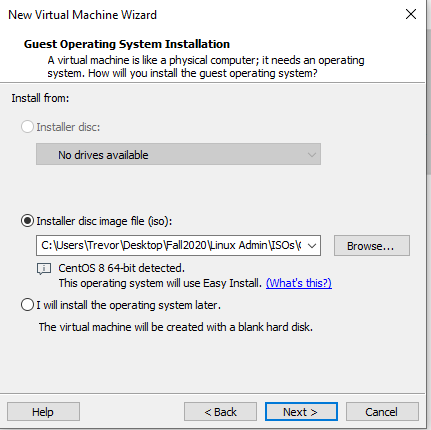 New Virtual Machine Wizard
Guest Operating System Installation
A virtual machine is like a physical computer; it needs an operating
system. How will you install the guest operating system?
Install from:
Installer disc:
No drives available
Installer disc image file (iso):
C:\Users\Trevor\Desktop\Fall2020\Linux Admin\ISOs\
Browse...
CentOS 8 64-bit detected.
This operating system will use Easy Install. (What's this?)
I will install the operating system later.
The virtual machine will be created with a blank hard disk.
Help
< Back
Next >
Cancel